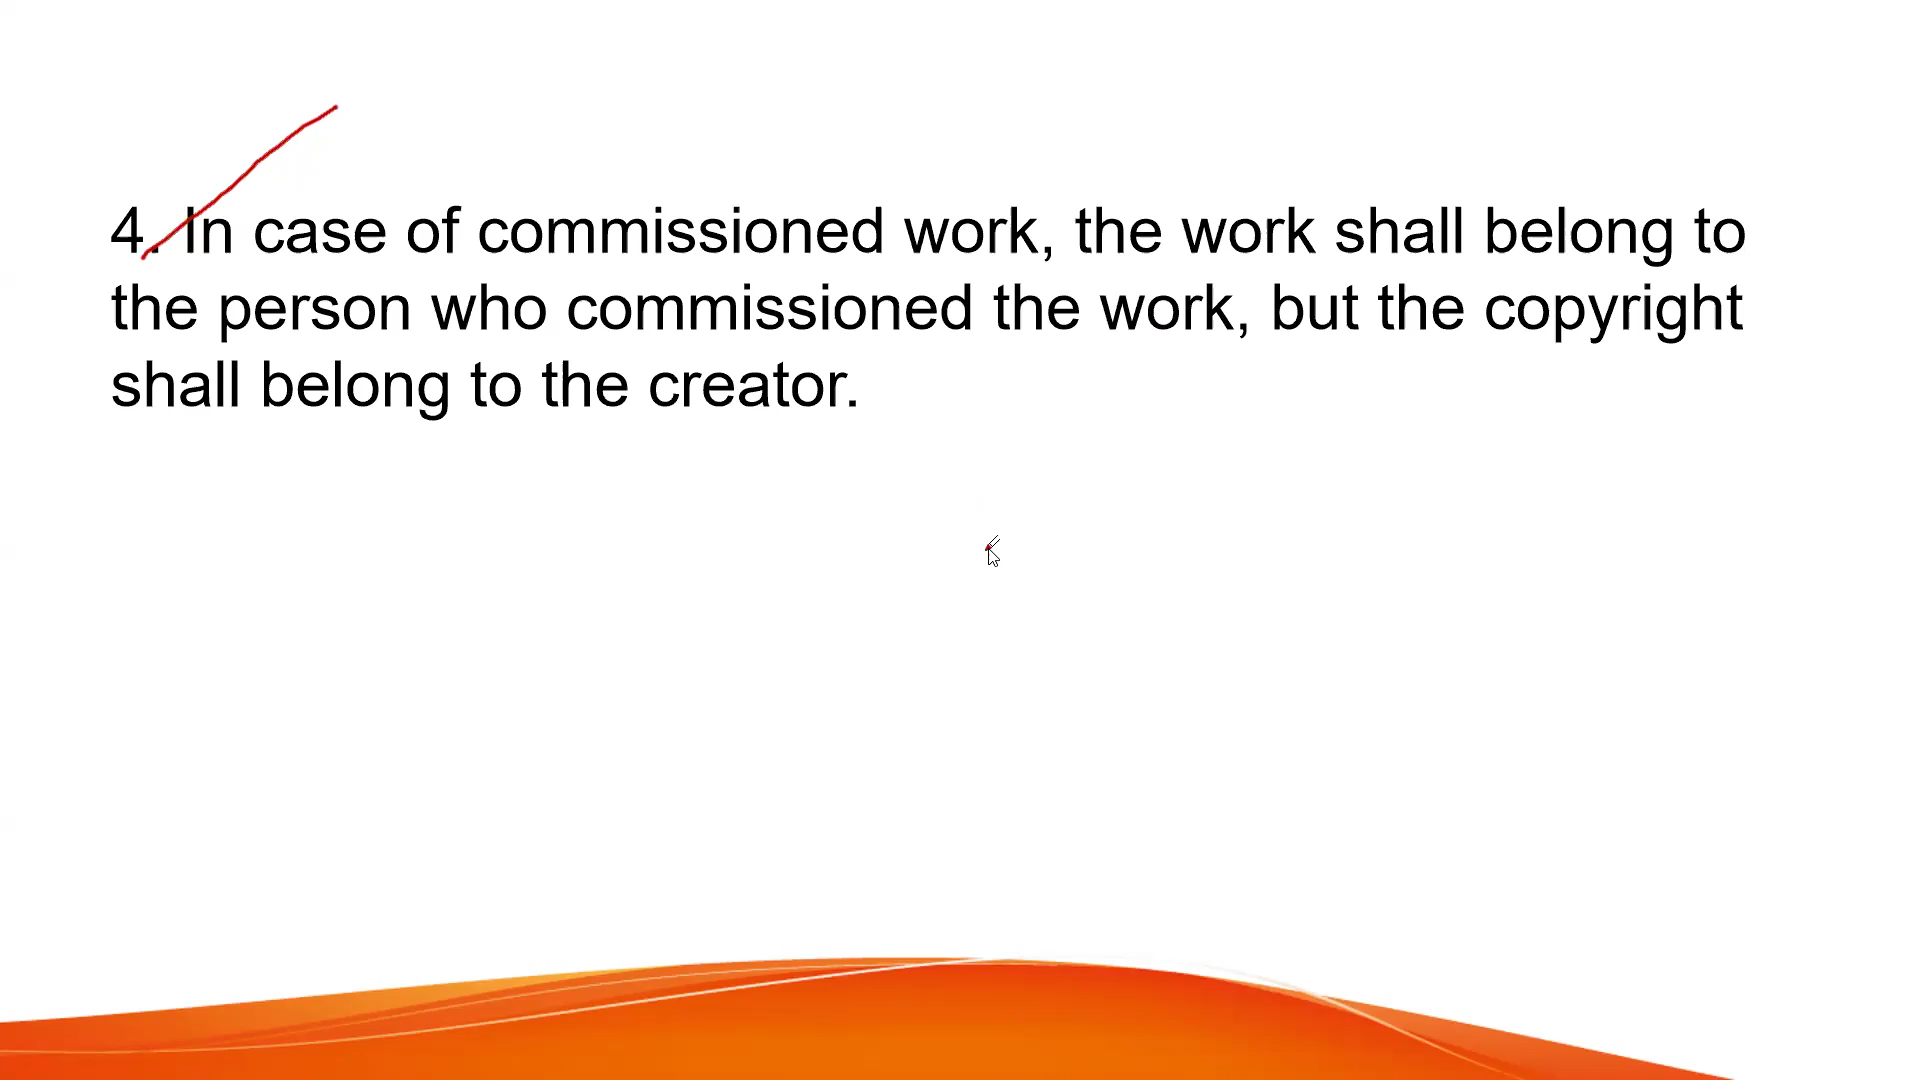 4. In case of commissioned work, the work shall belong to
the person who commissioned the work, but the copyright
shall belong to the creator.